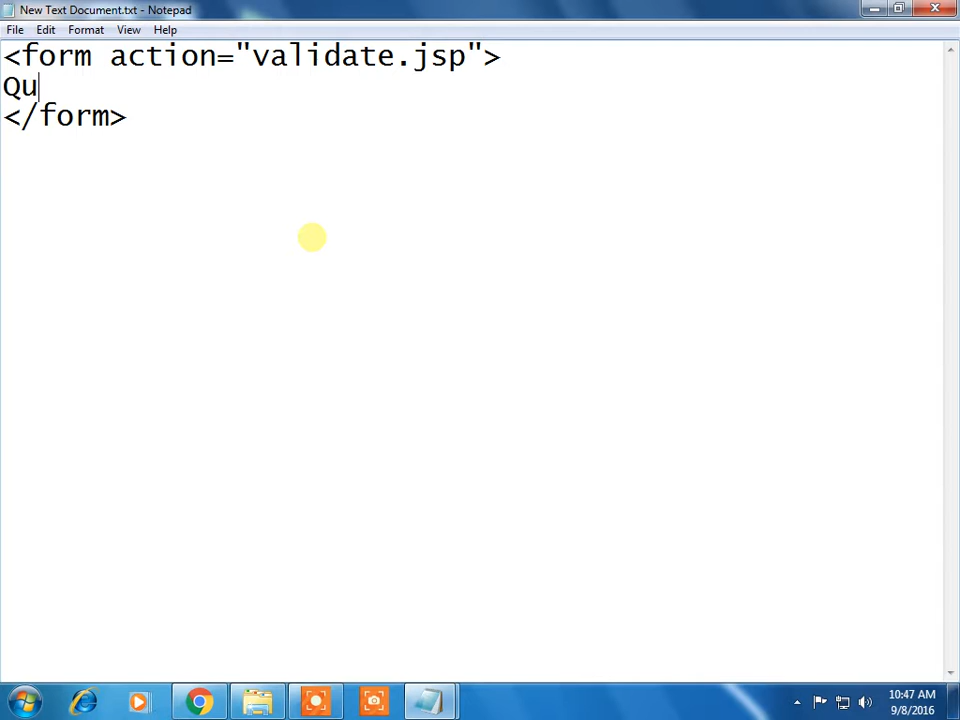 New Text Document.txt - Notepad
File Edit Format View Help
<form action="validate.jsp">
Qu
</form>
10:47 AM
9/8/2016